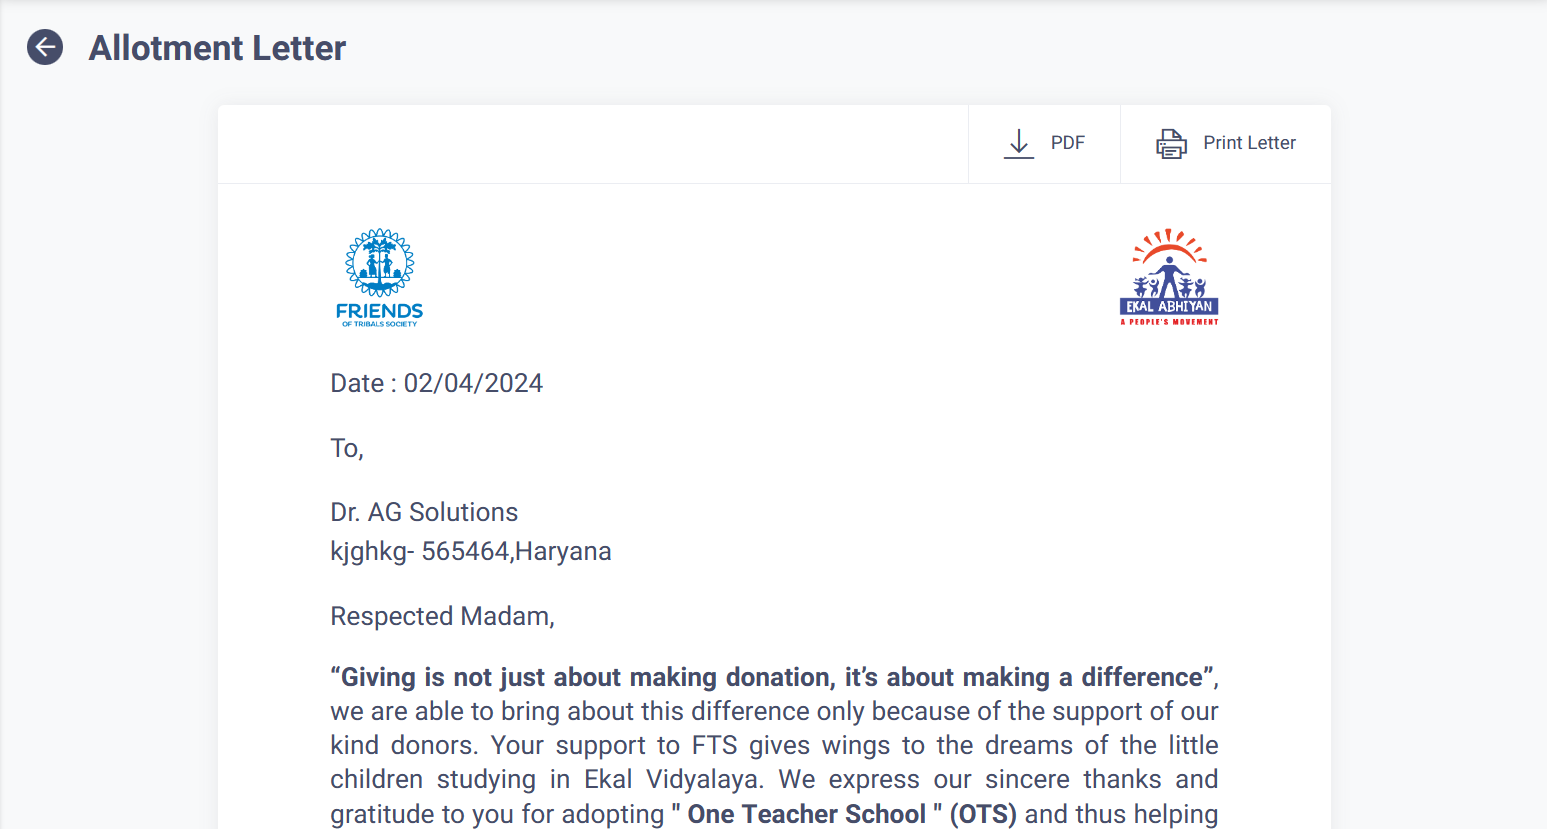 Allotment Letter
PDF
Print Letter
FRIENDS
OF TRIBALS SOCIETY
EKAL ABHIYAN
A PEOPLE'S MOVEMENT
Date : 02/04/2024
To,
Dr. AG Solutions
kjghkg- 565464,Haryana
Respected Madam,
“Giving is not just about making donation, it’s about making a difference”,
we are able to bring about this difference only because of the support of our
kind donors. Your support to FTS gives wings to the dreams of the little
children studying in Ekal Vidyalaya. We express our sincere thanks and
gratitude to you for adopting " One Teacher School " (OTS) and thus helping